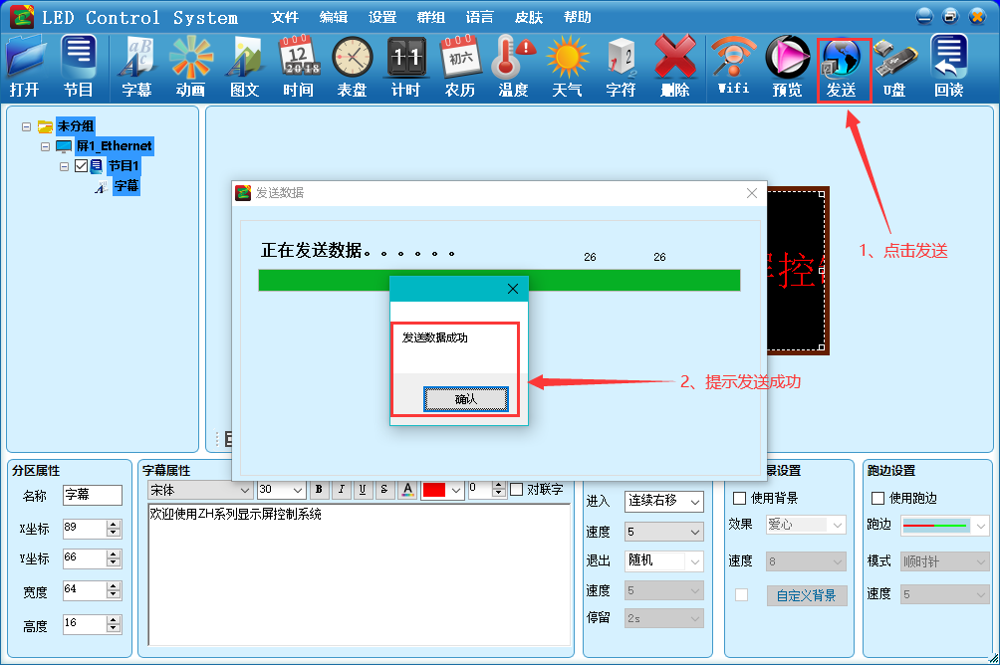 LED Control System 文件 编辑 设置 群组 语言 皮肤 帮助
打开 节目 字幕 动画 图文 时间 表盘 计时 农历 温度 天气 字符 删除 Wifi 预览 发送 U盘 回读
12
2018
11
初六
未分组
屏1_Ethernet
节目1
字幕
发送数据
正在发送数据。。。。。。
26 26
发送数据成功
确认
1、点击发送
2、提示发送成功
屏控
分区属性
名称 字幕
X坐标 89
Y坐标 66
宽度 64
高度 16
字幕属性
宋体 30 B I U S A 0 对联字
欢迎使用ZH系列显示屏控制系统
进入 连续右移
速度 5
退出 随机
速度 5
停留 2s
景设置
使用背景
效果 爱心
速度 8
自定义背景
跑边设置
使用跑边
跑边
模式 顺时针
速度 5